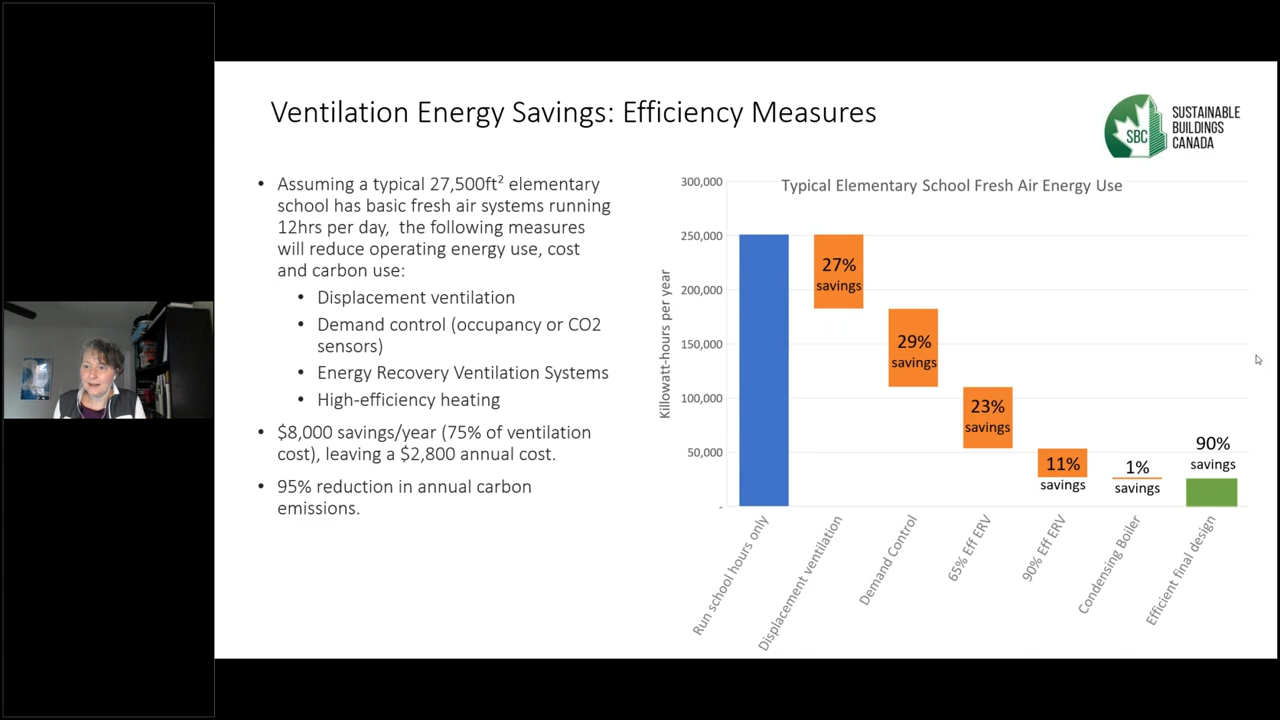 Ventilation Energy Savings: Efficiency Measures
SBC
SUSTAINABLE
BUILDINGS
CANADA
• Assuming a typical 27,500ft² elementary
school has basic fresh air systems running
12hrs per day, the following measures
will reduce operating energy use, cost
and carbon use:
• Displacement ventilation
• Demand control (occupancy or CO2
sensors)
• Energy Recovery Ventilation Systems
• High-efficiency heating
• $8,000 savings/year (75% of ventilation
cost), leaving a $2,800 annual cost.
• 95% reduction in annual carbon
emissions.
Typical Elementary School Fresh Air Energy Use
Killowatt-hours per year
300,000
250,000
200,000
150,000
100,000
50,000
-
27%
savings
29%
savings
23%
savings
11%
savings
1%
savings
90%
savings
Run school hours only
Displacement ventilation
Demand Control
65% Eff ERV
90% Eff ERV
Condensing Boiler
Efficient final design